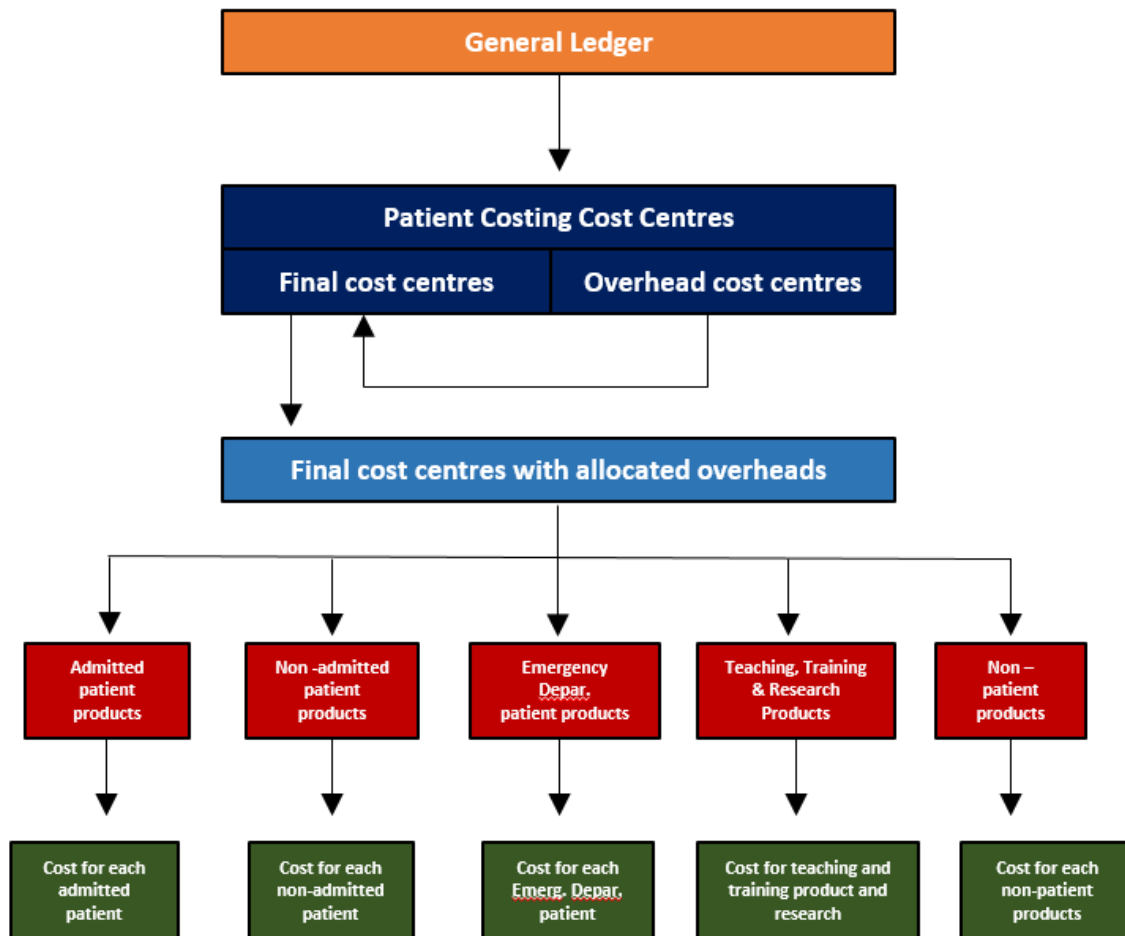 General Ledger
Patient Costing Cost Centres
Final cost centres
Overhead cost centres
Final cost centres with allocated overheads
Admitted
patient
products
Non -admitted
patient
products
Emergency
Depar.
patient products
Teaching, Training
& Research
Products
Non –
patient
products
Cost for each
admitted
patient
Cost for each
non-admitted
patient
Cost for each
Emerg. Depar.
patient
Cost for teaching and
training product and
research
Cost for each
non-patient
products